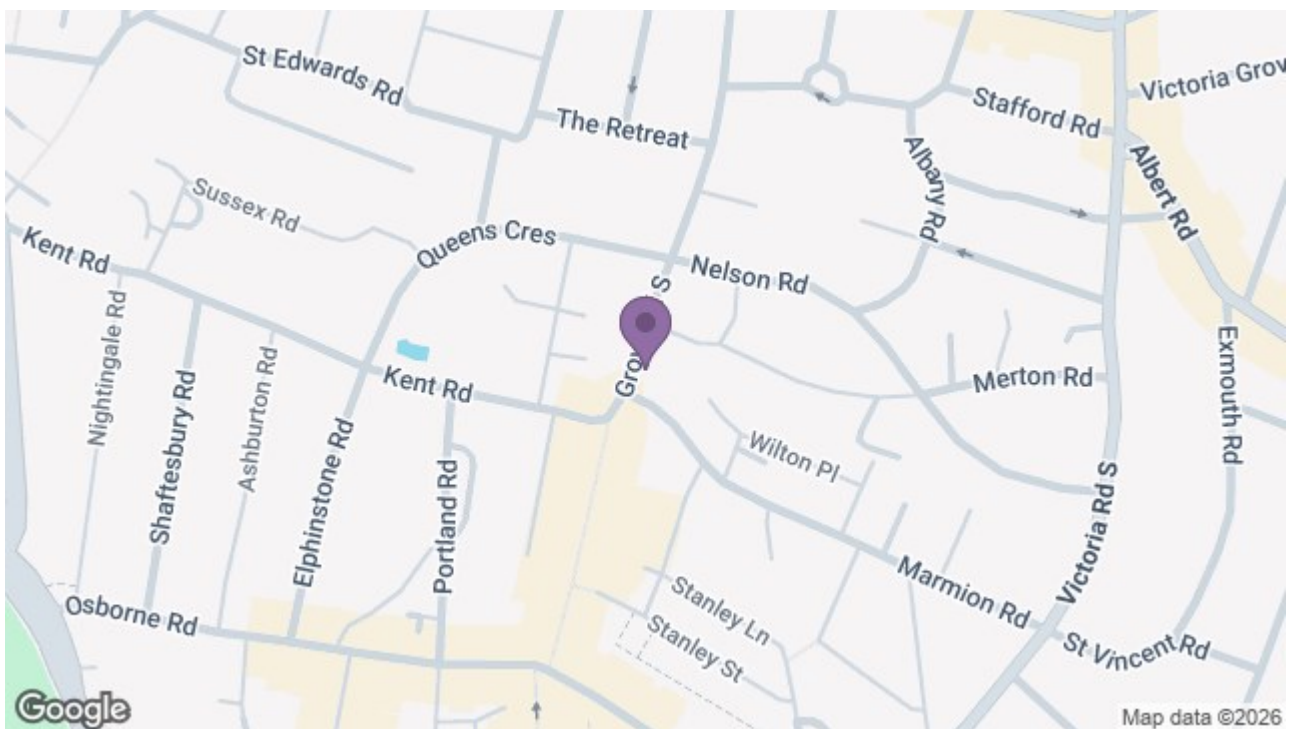 St Edwards Rd
The Retreat
Stafford Rd
Victoria Grov
Albert Rd
Albany Rd
Sussex Rd
Queens Cres
Nelson Rd
Kent Rd
Nightingale Rd
Shaftesbury Rd
Ashburton Rd
Elphinstone Rd
Kent Rd
Portland Rd
Gro
S
Merton Rd
Exmouth Rd
Wilton Pl
Victoria Rd S
Marmion Rd
Osborne Rd
Stanley Ln
Stanley St
St Vincent Rd
Google
Map data ©2026